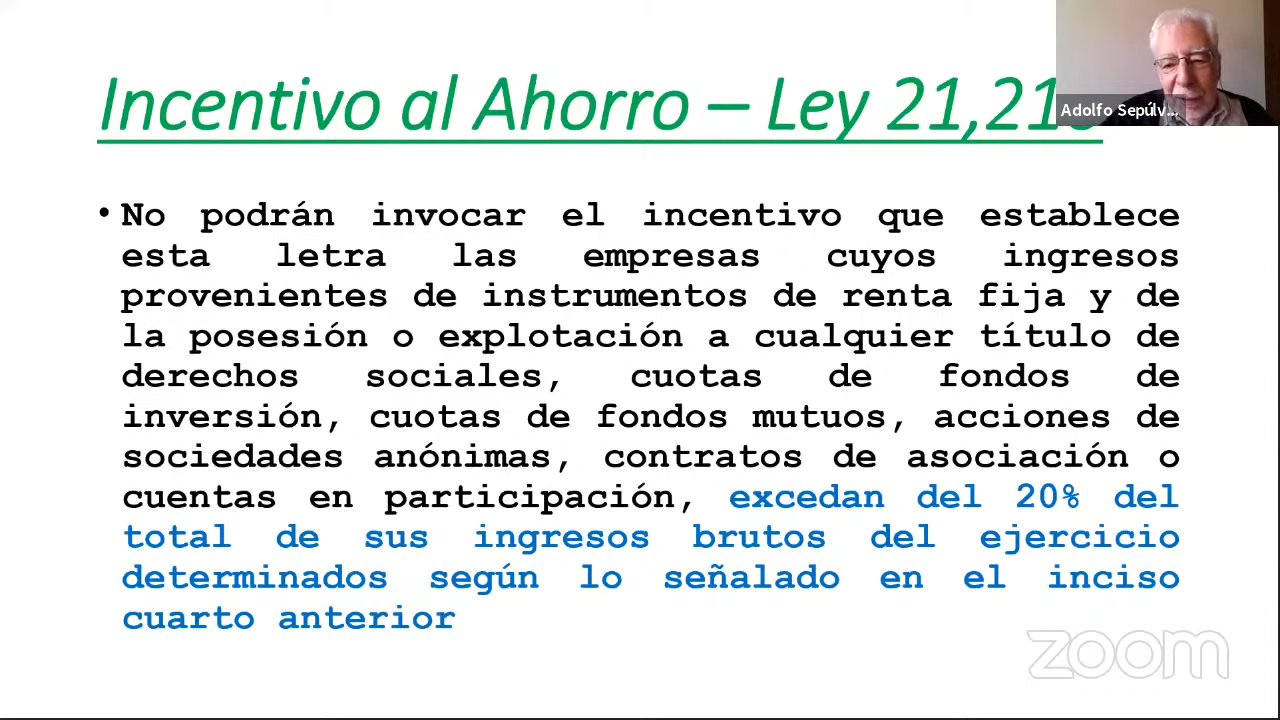 Incentivo al Ahorro – Ley 21,21
Adolfo Sepúlv...
• No podrán invocar el incentivo que establece
esta letra las empresas cuyos ingresos
provenientes de instrumentos de renta fija y de
la posesión o explotación a cualquier título de
derechos sociales, cuotas de fondos de
inversión, cuotas de fondos mutuos, acciones de
sociedades anónimas, contratos de asociación o
cuentas en participación, excedan del 20% del
total de sus ingresos brutos del ejercicio
determinados según lo señalado en el inciso
cuarto anterior
zoom